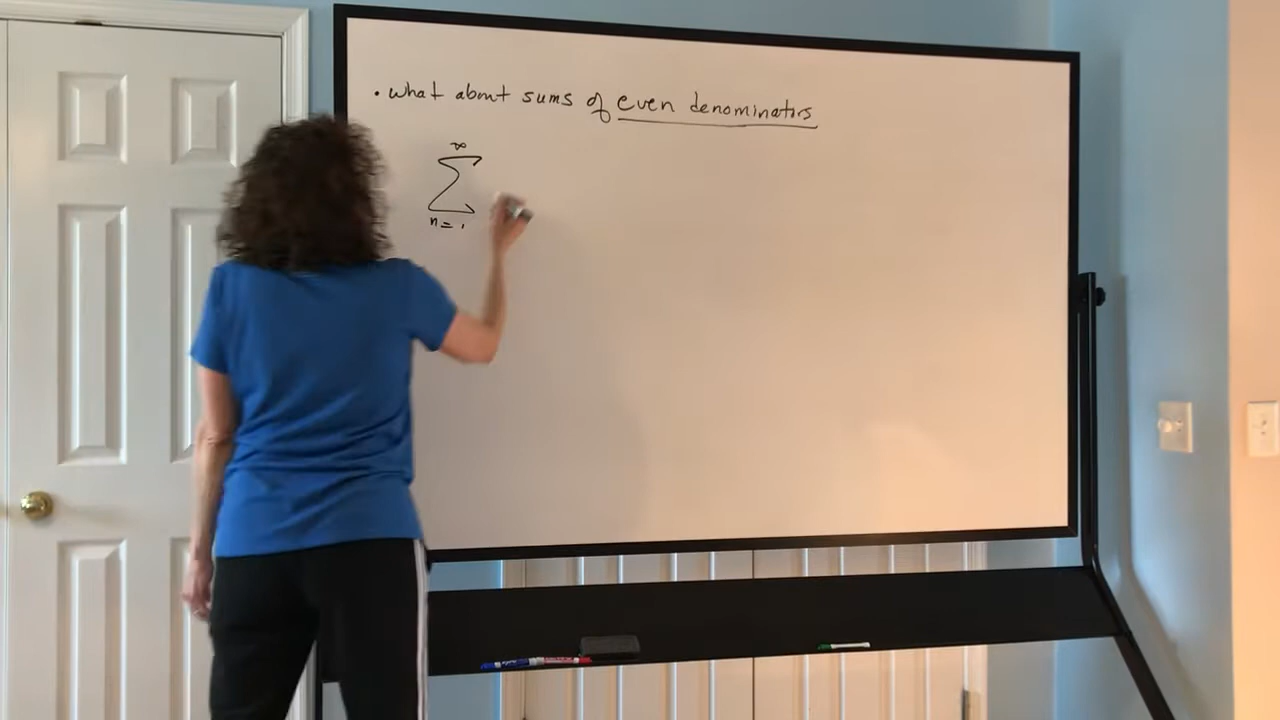 • what about sums of even denominators
∞
Σ
n = 1